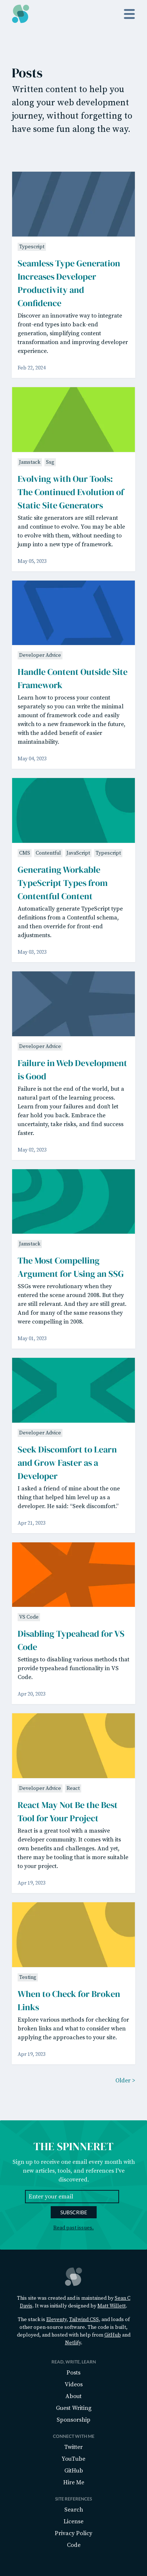 Posts
Written content to help you
along your web development
journey, without forgetting to
have some fun along the way.
Typescript
Seamless Type Generation
Increases Developer
Productivity and
Confidence
Discover an innovative way to integrate
front-end types into back-end
generation, simplifying content
transformation and improving developer
experience.
Feb 22, 2024
Jamstack Ssg
Evolving with Our Tools:
The Continued Evolution of
Static Site Generators
Static site generators are still relevant
and continue to evolve. You may be able
to evolve with them, without needing to
jump into a new type of framework.
May 05, 2023
Developer Advice
Handle Content Outside Site
Framework
Learn how to process your content
separately so you can write the minimal
amount of framework code and easily
switch to a new framework in the future,
with the added benefit of easier
maintainability.
May 04, 2023
CMS Contentful JavaScript Typescript
Generating Workable
TypeScript Types from
Contentful Content
Automatically generate TypeScript type
definitions from a Contentful schema,
and then override for front-end
adjustments.
May 03, 2023
Developer Advice
Failure in Web Development
is Good
Failure is not the end of the world, but a
natural part of the learning process.
Learn from your failures and don't let
fear hold you back. Embrace the
uncertainty, take risks, and find success
faster.
May 02, 2023
Jamstack
The Most Compelling
Argument for Using an SSG
SSGs were revolutionary when they
entered the scene around 2008. But they
are still relevant. And they are still great.
And for many of the same reasons they
were compelling in 2008.
May 01, 2023
Developer Advice
Seek Discomfort to Learn
and Grow Faster as a
Developer
I asked a friend of mine about the one
thing that helped him level up as a
developer. He said: “Seek discomfort.”
Apr 21, 2023
VS Code
Disabling Typeahead for VS
Code
Settings to disabling various methods that
provide typeahead functionality in VS
Code.
Apr 20, 2023
Developer Advice React
React May Not Be the Best
Tool for Your Project
React is a great tool with a massive
developer community. It comes with its
own benefits and challenges. And yet,
there may be tooling that is more suitable
to your project.
Apr 19, 2023
Testing
When to Check for Broken
Links
Explore various methods for checking for
broken links and what to consider when
applying the approaches to your site.
Apr 19, 2023
Older >
THE SPINNERET
Sign up to receive one email every month with
new articles, tools, and references I've
discovered.
Enter your email
SUBSCRIBE
Read past issues.
This site was created and is maintained by Sean C
Davis. It was initially designed by Matt Willett.
The stack is Eleventy, Tailwind CSS, and loads of
other open-source software. The code is built,
deployed, and hosted with help from GitHub and
Netlify.
READ, WRITE, LEARN
Posts
Videos
About
Guest Writing
Sponsorship
CONNECT WITH ME
Twitter
YouTube
GitHub
Hire Me
SITE REFERENCES
Search
License
Privacy Policy
Code